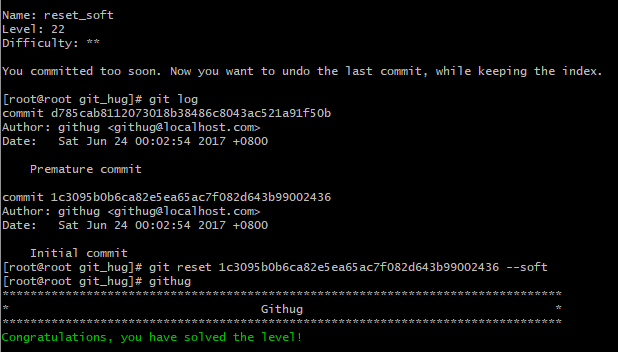 Name: reset_soft
Level: 22
Difficulty: **
You committed too soon. Now you want to undo the last commit, while keeping the index.
[root@root git_hug]# git log
commit d785cab8112073018b38486c8043ac521a91f50b
Author: githug <githug@localhost.com>
Date:   Sat Jun 24 00:02:54 2017 +0800
    Premature commit
commit 1c3095b0b6ca82e5ea65ac7f082d643b99002436
Author: githug <githug@localhost.com>
Date:   Sat Jun 24 00:02:54 2017 +0800
    Initial commit
[root@root git_hug]# git reset 1c3095b0b6ca82e5ea65ac7f082d643b99002436 --soft
[root@root git_hug]# githug
********************************************************************************
*                                    Githug                                    *
********************************************************************************
Congratulations, you have solved the level!